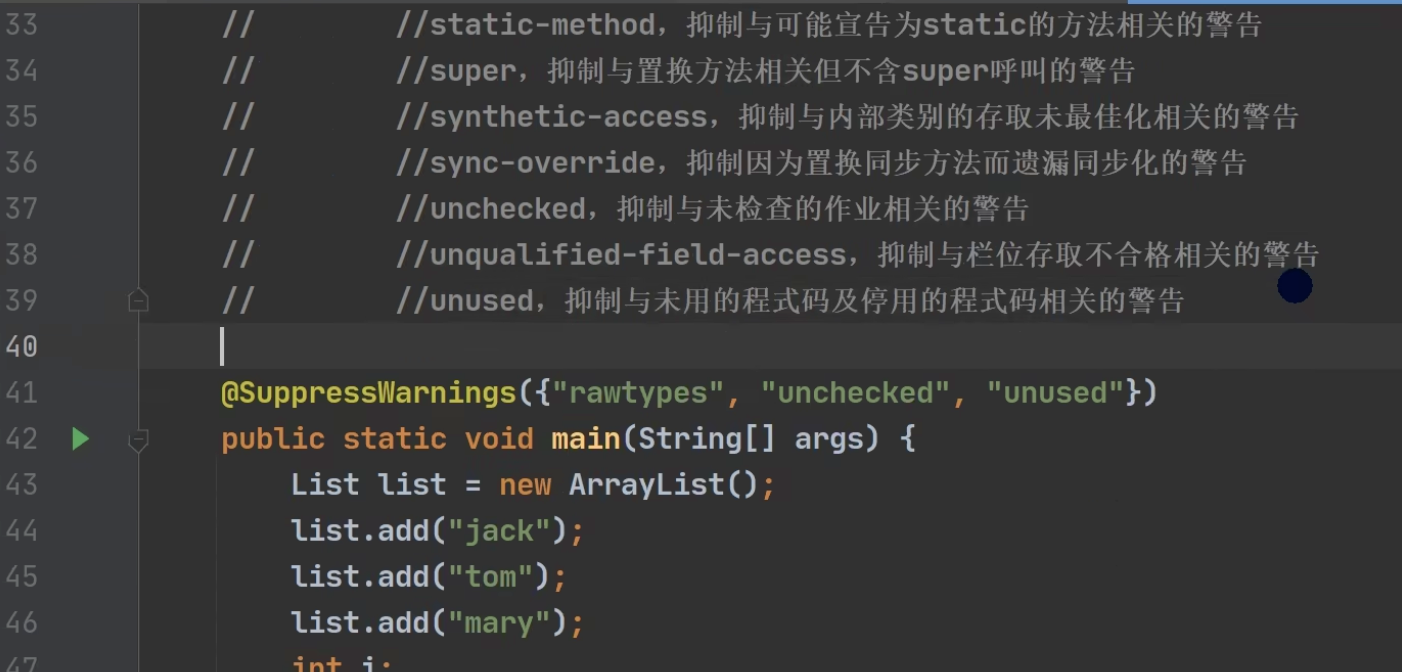 33 // //static-method，抑制与可能宣告为static的方法相关的警告
34 // //super，抑制与置换方法相关但不含super呼叫的警告
35 // //synthetic-access，抑制与内部类别的存取未最佳化相关的警告
36 // //sync-override，抑制因为置换同步方法而遗漏同步化的警告
37 // //unchecked，抑制与未检查的作业相关的警告
38 // //unqualified-field-access，抑制与栏位存取不合格相关的警告
39 // //unused，抑制与未用的程式码及停用的程式码相关的警告
40
41 @SuppressWarnings({"rawtypes", "unchecked", "unused"})
42 public static void main(String[] args) {
43 List list = new ArrayList();
44 list.add("jack");
45 list.add("tom");
46 list.add("mary");
47 int i;